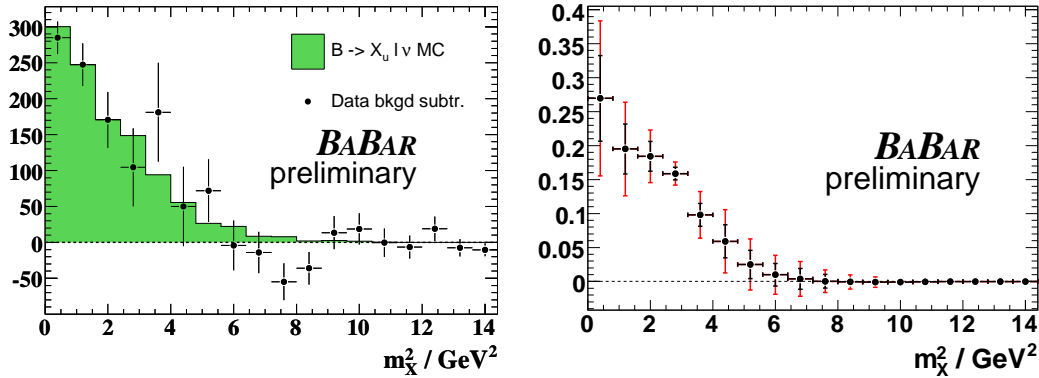 300
250
200
150
100
50
0
-50
B -> X_u l ν MC
Data bkgd subtr.
BABAR
preliminary
0 2 4 6 8 10 12 14
m_X^2 / GeV^2
0.4
0.35
0.3
0.25
0.2
0.15
0.1
0.05
0
BABAR
preliminary
0 2 4 6 8 10 12 14
m_X^2 / GeV^2